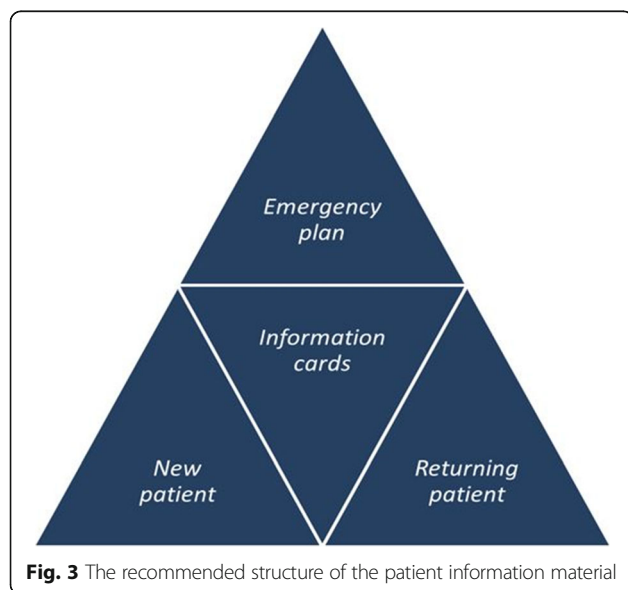 Emergency
plan
Information
cards
New
patient
Returning
patient
Fig. 3 The recommended structure of the patient information material